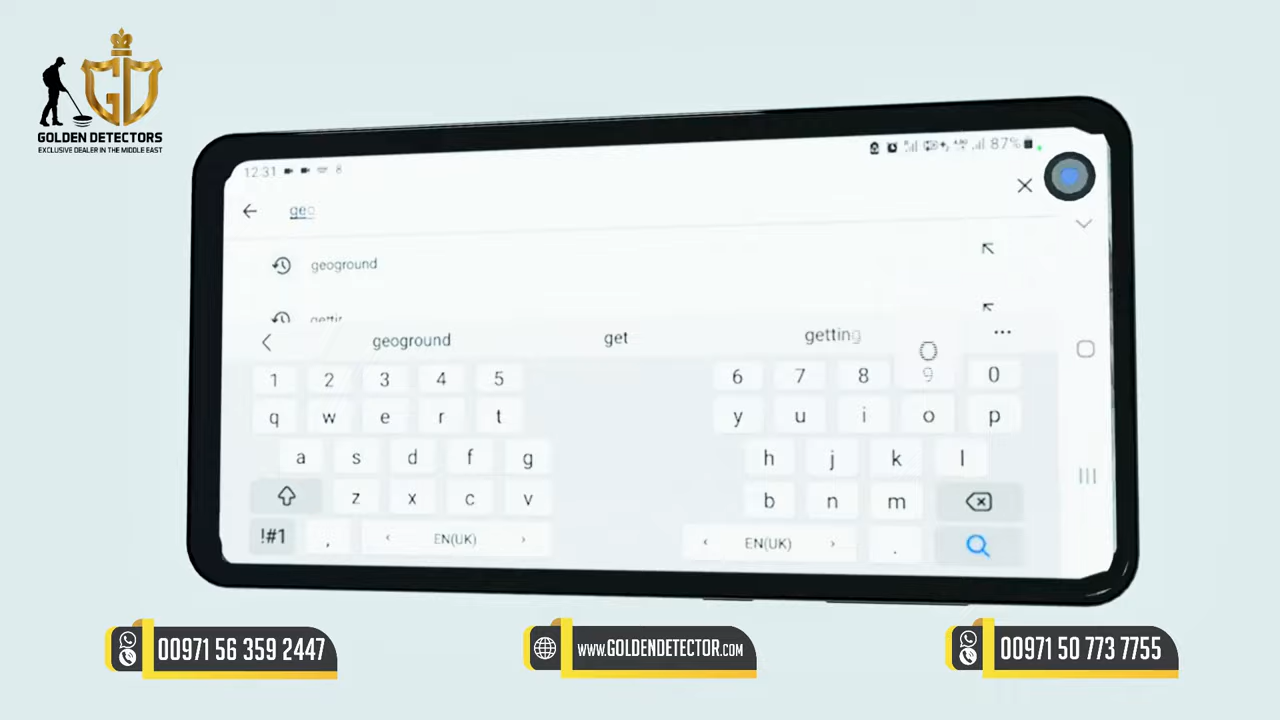 GOLDEN DETECTORS
EXCLUSIVE DEALER IN THE MIDDLE EAST
12:31
87%
geo
geoground
geoground get getting
1 2 3 4 5 6 7 8 9 0
q w e r t y u i o p
a s d f g h j k l
z x c v b n m
!#1 , EN(UK) EN(UK) .
00971 56 359 2447
www.GOLDENDETECTOR.com
00971 50 773 7755